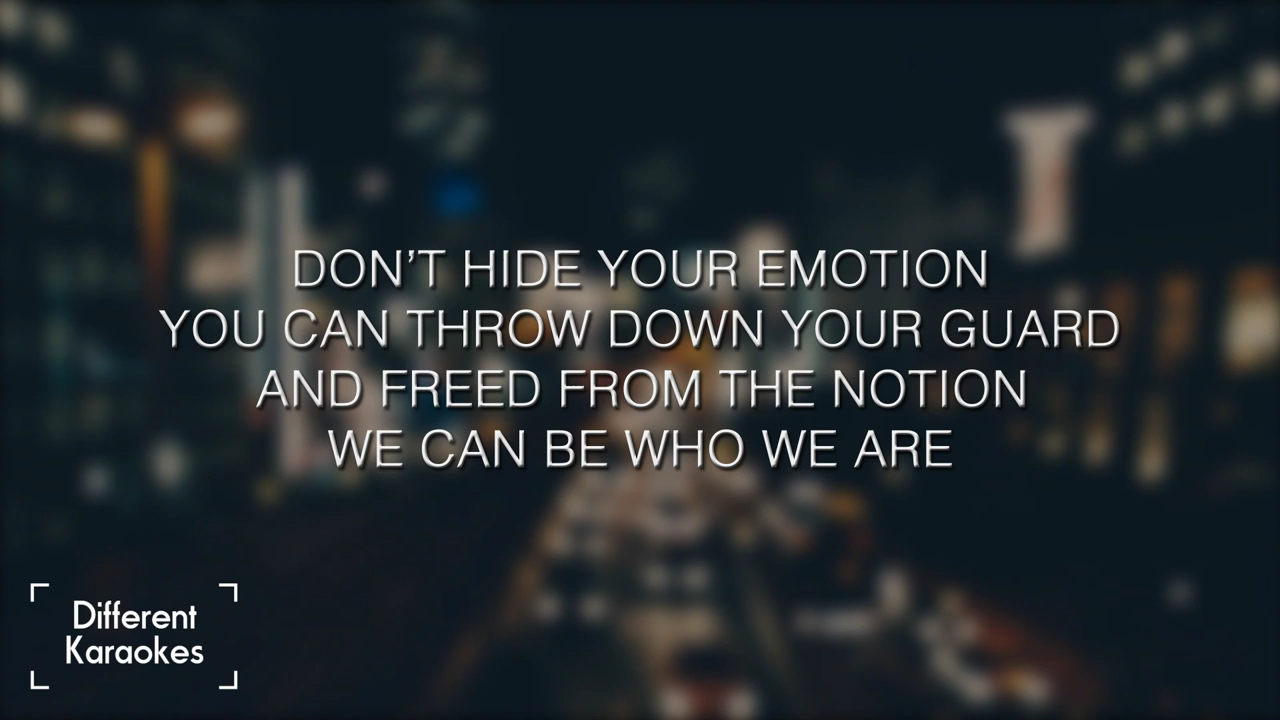 DON’T HIDE YOUR EMOTION
YOU CAN THROW DOWN YOUR GUARD
AND FREED FROM THE NOTION
WE CAN BE WHO WE ARE
Different
Karaokes